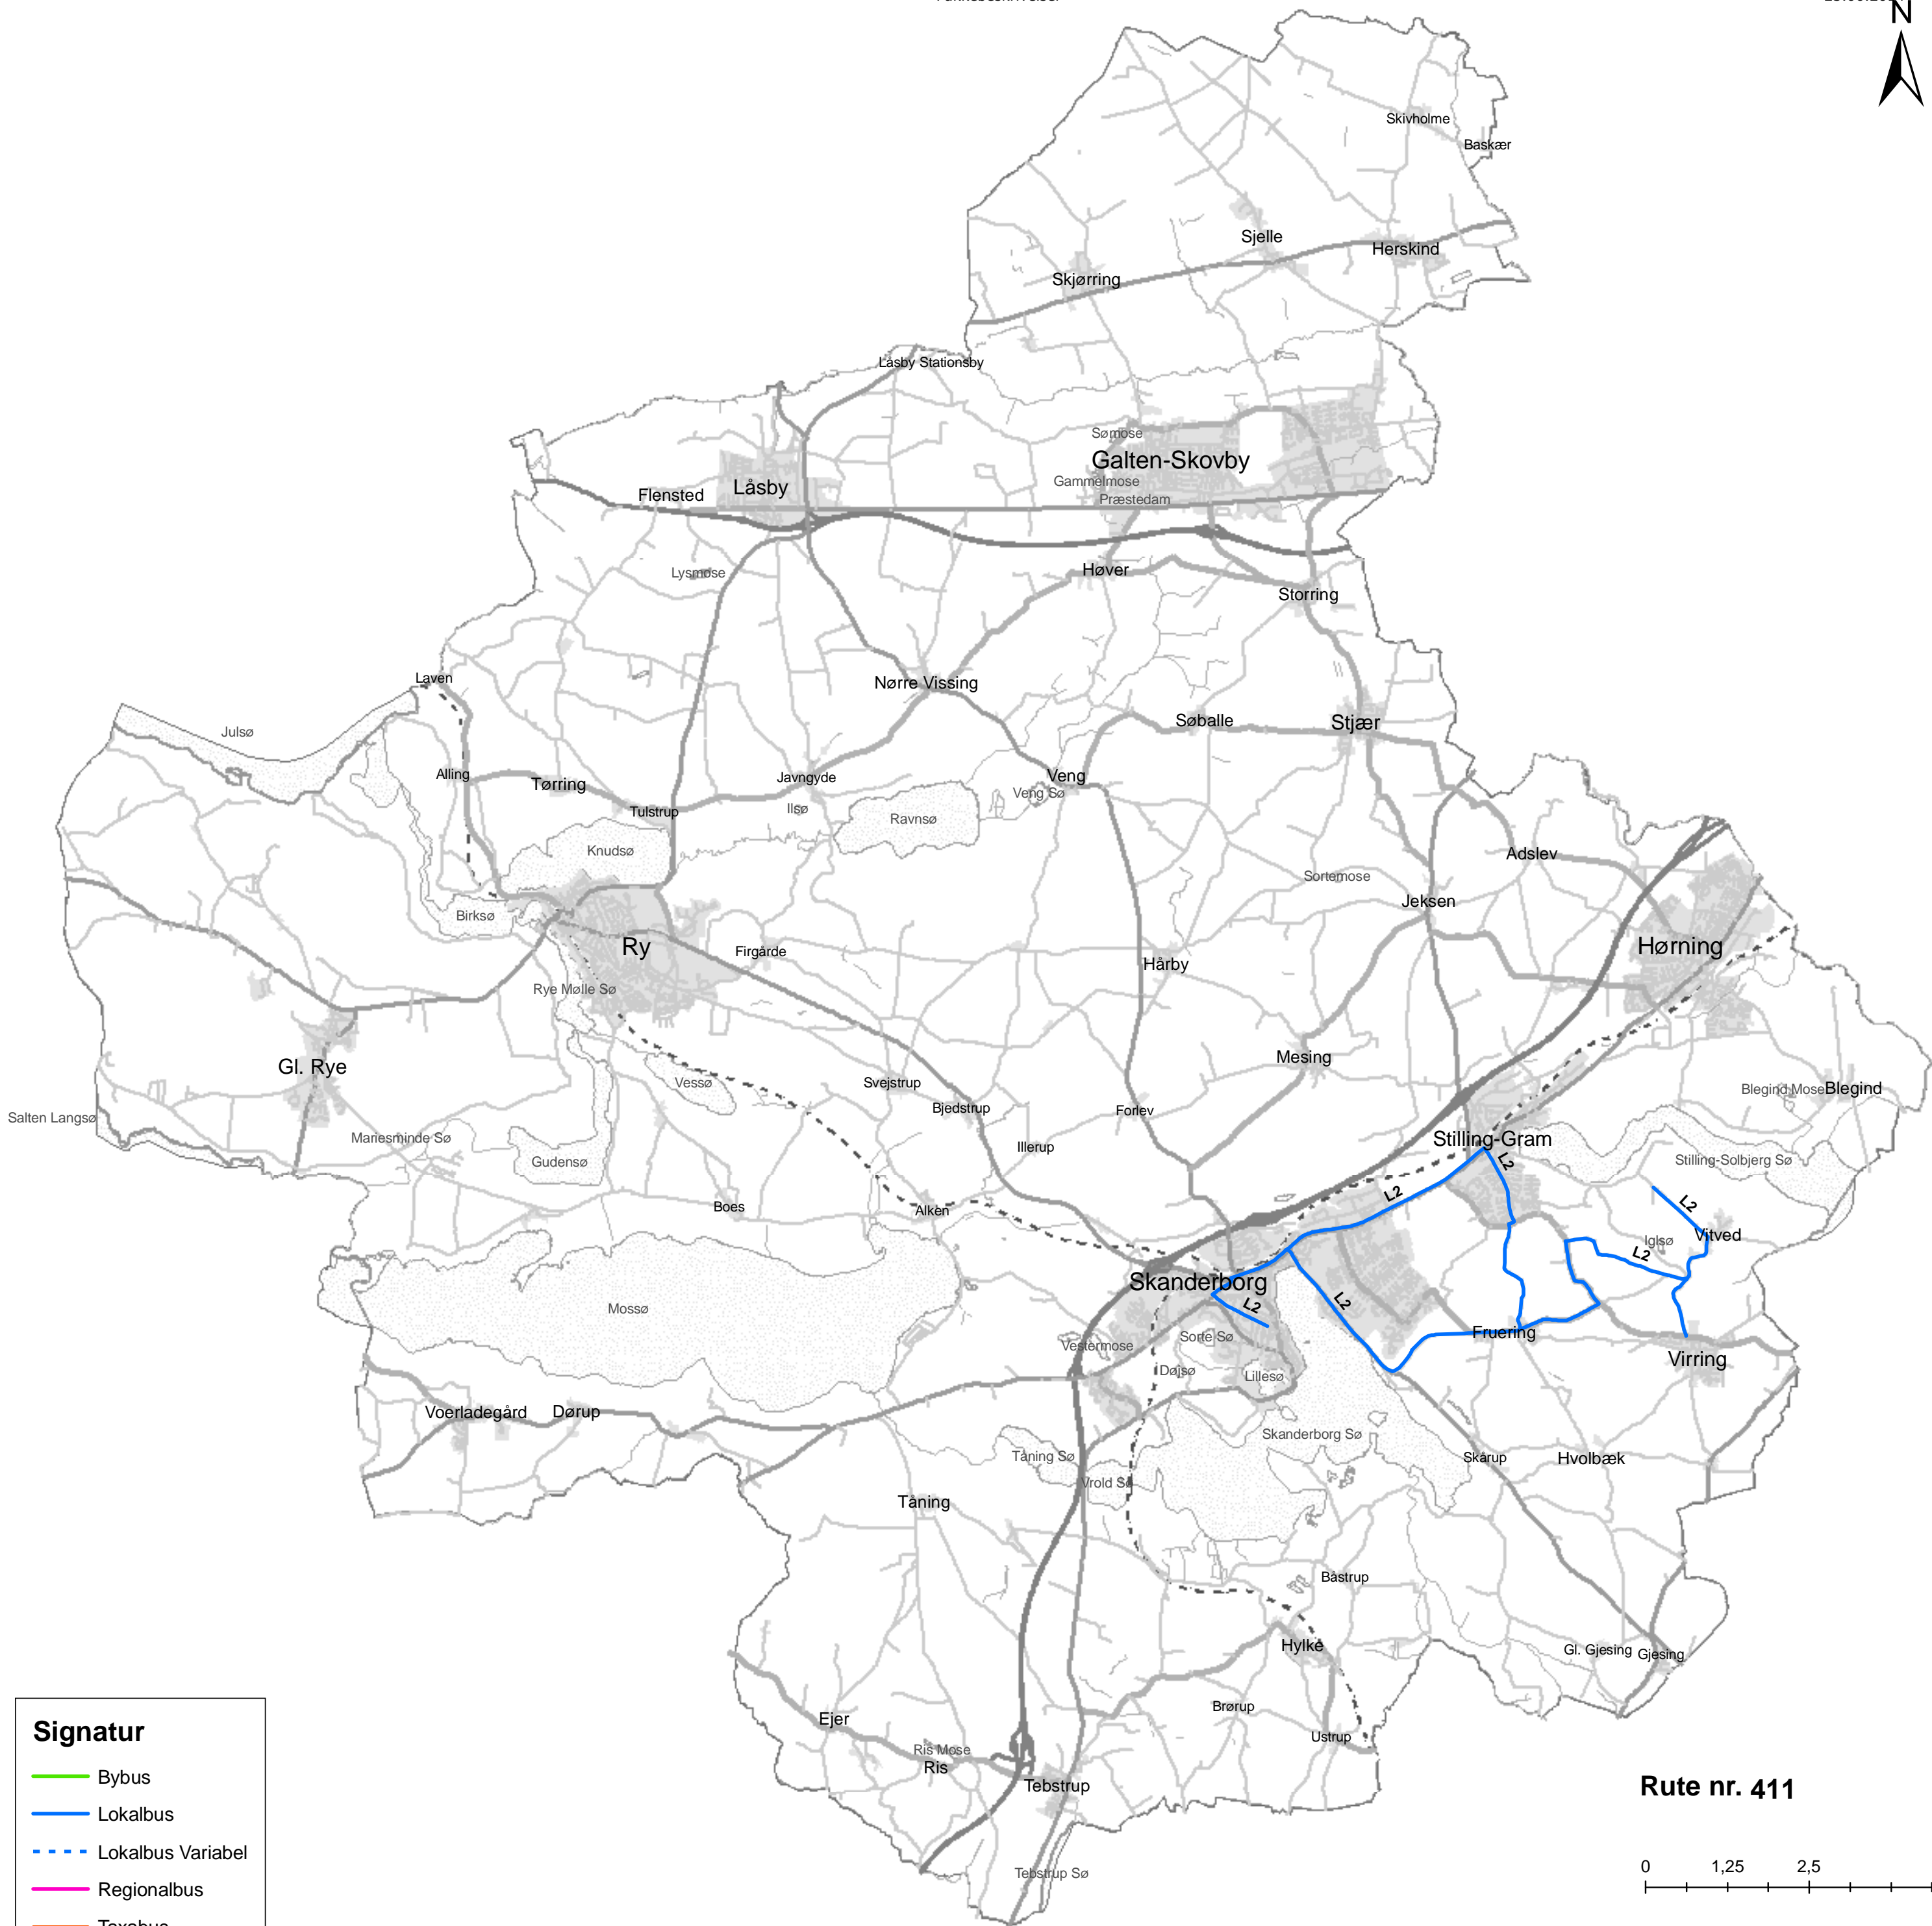 N
Skivholme
Baskær
Sjelle
Herskind
Skjørring
Låsby Stationsby
Sømose
Galten-Skovby
Gammelmose
Præstedam
Flensted
Låsby
Lysmose
Høver
Storring
Laven
Nørre Vissing
Søballe
Stjær
Julsø
Alling
Tørring
Javngyde
Veng
Veng Sø
Tulstrup
Ilsø
Ravnsø
Knudsø
Adslev
Sortemose
Jeksen
Birksø
Ry
Firgårde
Hårby
Hørning
Rye Mølle Sø
Gl. Rye
Mesing
Vessø
Svejstrup
Bjedstrup
Forlev
Blegind Mose
Blegind
Salten Langsø
Mariesminde Sø
Illerup
Stilling-Gram
Gudensø
L2
Stilling-Solbjerg Sø
L2
L2
Boes
Alken
Vitved
Iglsø
L2
Skanderborg
L2
L2
Mossø
Sorte Sø
Fruering
Vestermose
Døjsø
Lillesø
Virring
Voerladegård
Dørup
Skanderborg Sø
Tåning Sø
Skårup
Hvolbæk
Vrold Sø
Tåning
Båstrup
Hylke
Gl. Gjesing
Gjesing
Brørup
Ejer
Ustrup
Ris Mose
Ris
Tebstrup
Tebstrup Sø
Signatur
Bybus
Lokalbus
Lokalbus Variabel
Regionalbus
Rute nr. 411
0 1,25 2,5